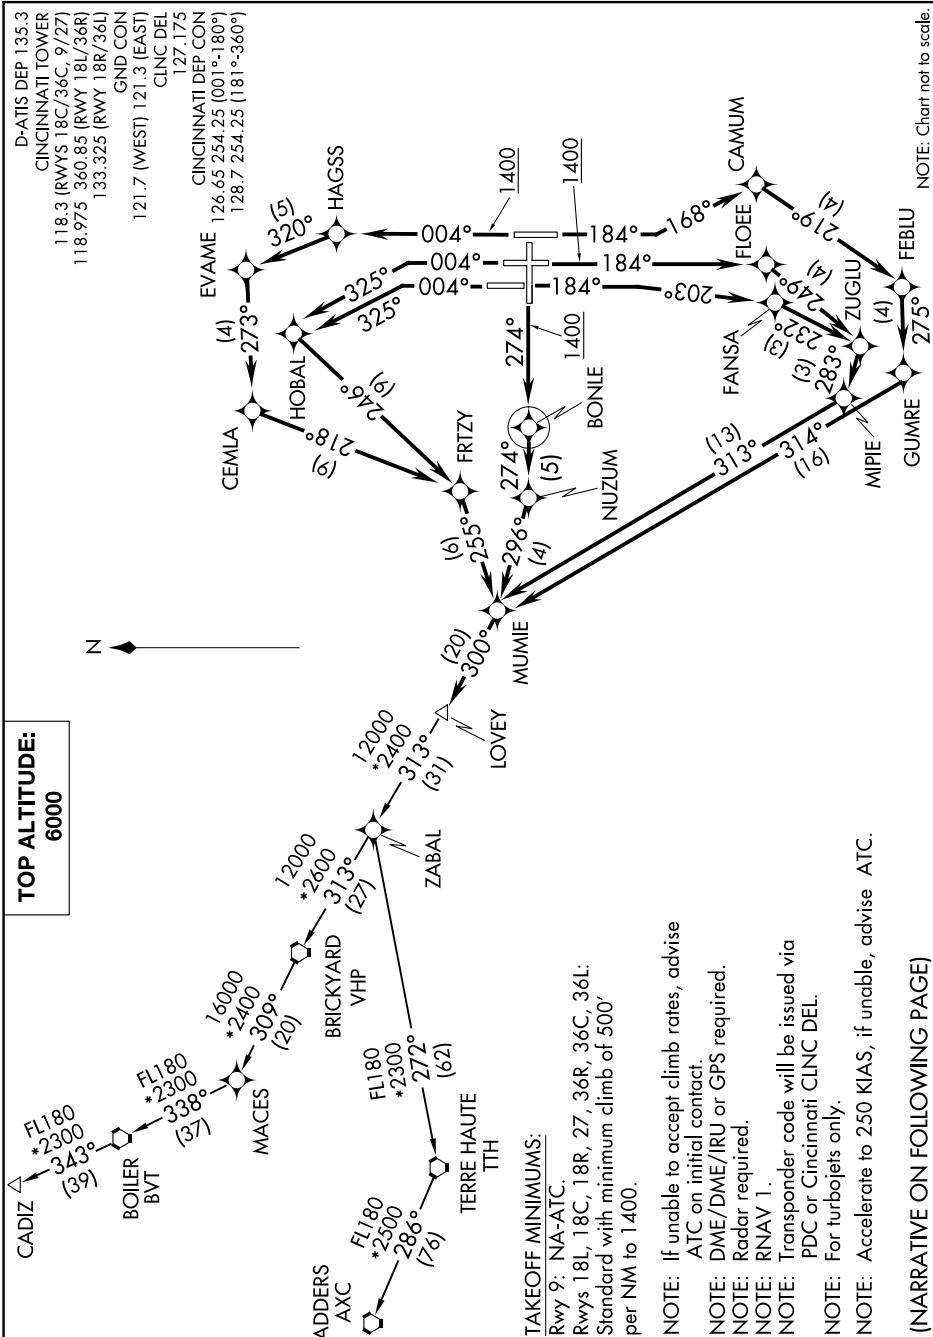 D-ATIS DEP 135.3
CINCINNATI TOWER
118.3 (RWYS 18C/36C, 9/27)
118.975 360.85 (RWY 18L/36R)
133.325 (RWY 18R/36L)
GND CON
121.7 (WEST) 121.3 (EAST)
CLNC DEL
127.175
CINCINNATI DEP CON
126.65 254.25 (001°-180°)
128.7 254.25 (181°-360°)
TOP ALTITUDE:
6000
N
CADIZ
FL180
*2300
343°
(39)
BOILER
BVT
FL180
*2300
338°
(37)
MACES
16000
*2400
309°
(20)
BRICKYARD
VHP
12000
*2600
313°
(27)
ZABAL
12000
*2400
313°
(31)
LOVEY
(20)
300°
MUMIE
FL180
*2300
272°
(62)
TERRE HAUTE
TTH
FL180
*2500
286°
(76)
ADDERS
AXC
EVAME
(5)
320°
HAGSS
004°
1400
(4)
273°
CEMLA
218°
(9)
HOBAL
325°
004°
325°
004°
246°
(9)
FRTZY
(6)
255°
274°
1400
BONLE
274°
(5)
NUZUM
296°
(4)
184°
168°
1400
CAMUM
184°
FLOEE
184°
203°
FANSA
219°
(4)
FEBLU
249°
(4)
ZUGLU
232°
(3)
283°
(3)
MIPIE
275°
(4)
GUMRE
(13)
313°
314°
(16)
NOTE: Chart not to scale.
TAKEOFF MINIMUMS:
Rwy 9: NA-ATC.
Rwys 18L, 18C, 18R, 27, 36R, 36C, 36L:
Standard with minimum climb of 500'
per NM to 1400.
NOTE: If unable to accept climb rates, advise
ATC on initial contact.
NOTE: DME/DME/IRU or GPS required.
NOTE: Radar required.
NOTE: RNAV 1.
NOTE: Transponder code will be issued via
PDC or Cincinnati CLNC DEL.
NOTE: For turbojets only.
NOTE: Accelerate to 250 KIAS, if unable, advise ATC.
(NARRATIVE ON FOLLOWING PAGE)